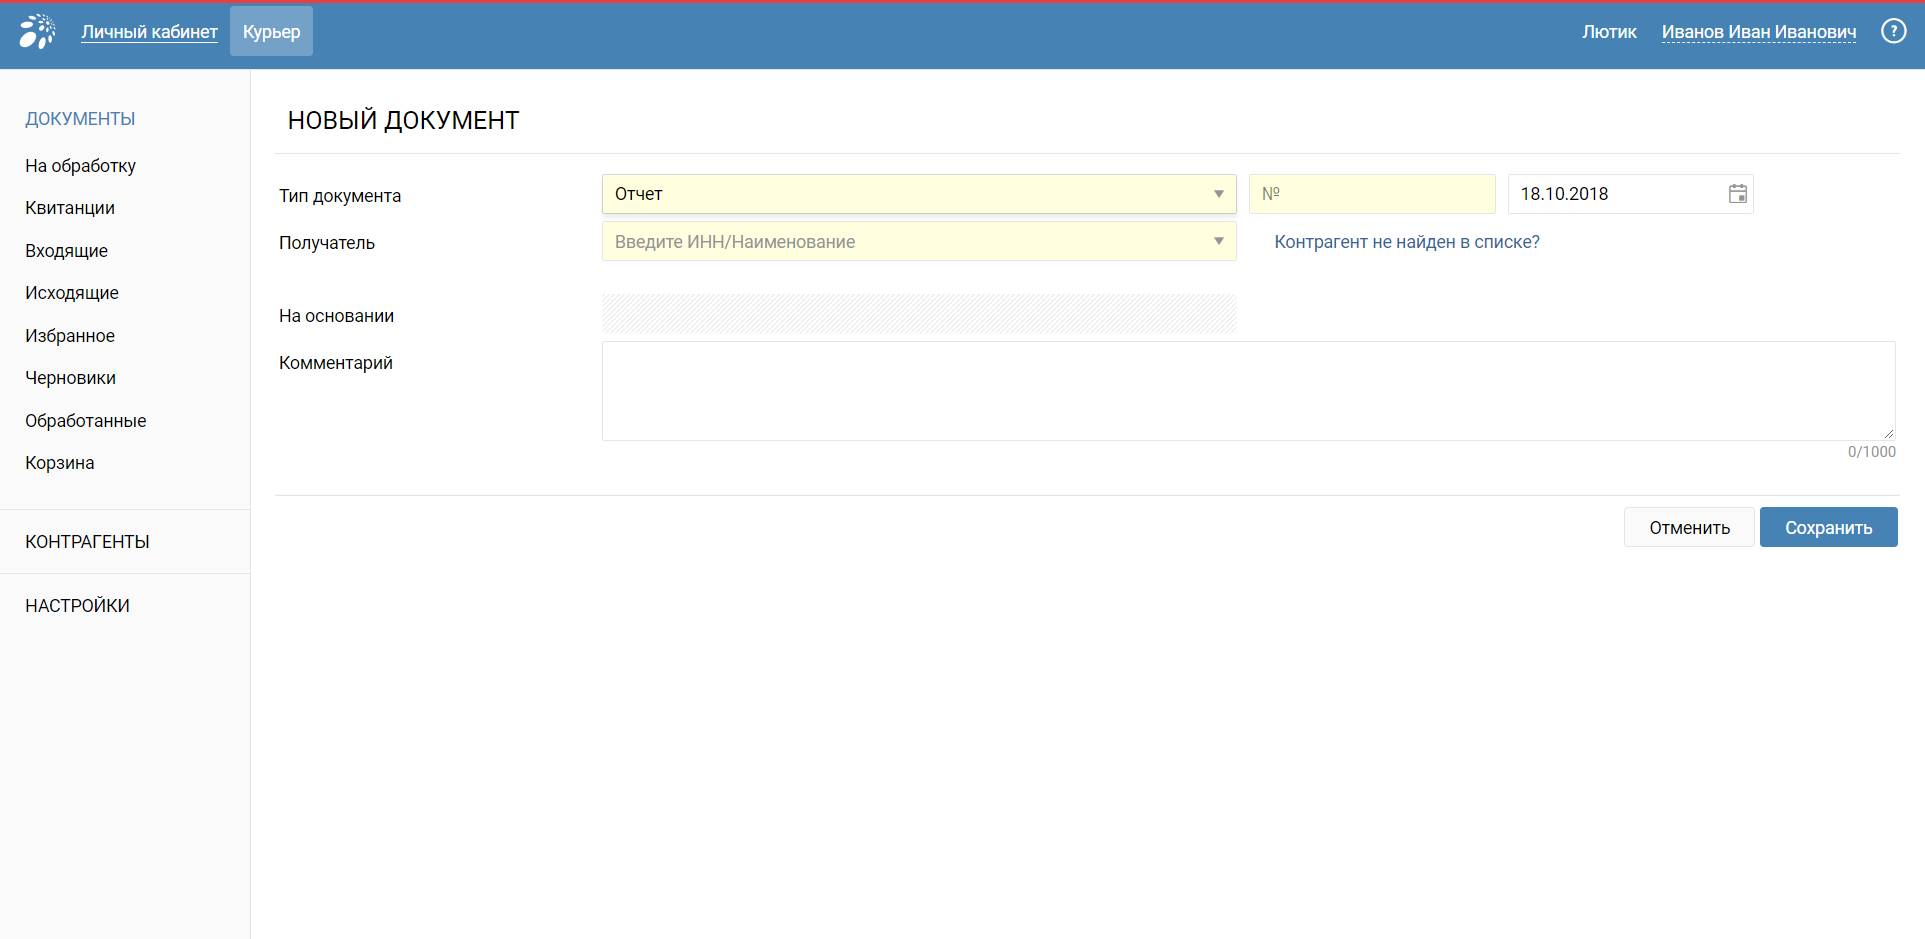 Личный кабинет Курьер Лютик Иванов Иван Иванович ?
ДОКУМЕНТЫ
На обработку
Квитанции
Входящие
Исходящие
Избранное
Черновики
Обработанные
Корзина
КОНТРАГЕНТЫ
НАСТРОЙКИ
НОВЫЙ ДОКУМЕНТ
Тип документа Отчет № 18.10.2018
Получатель Введите ИНН/Наименование Контрагент не найден в списке?
На основании
Комментарий
0/1000
Отменить Сохранить